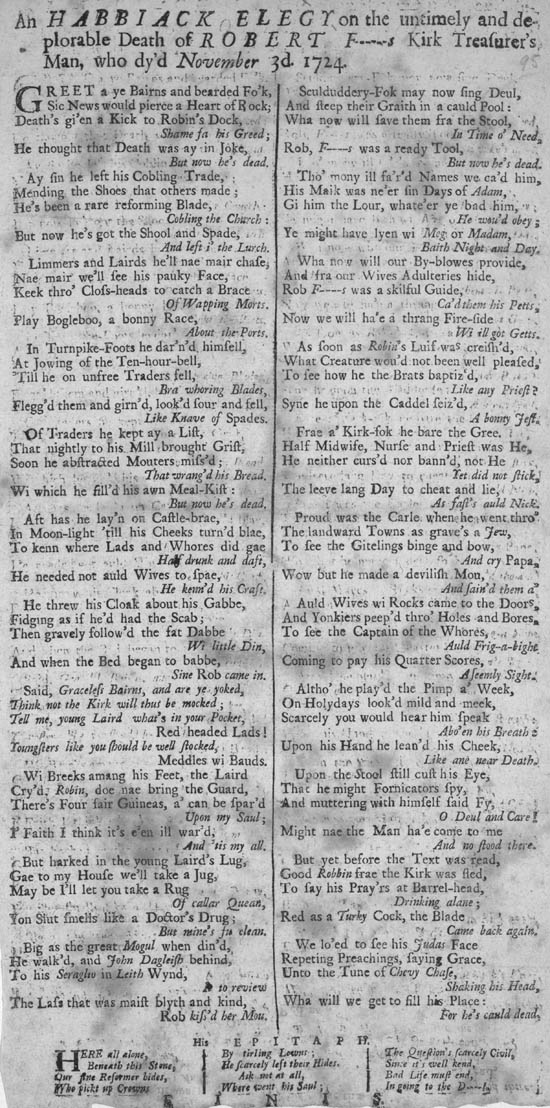 An HABBIACK ELEGY on the untimely and de-
plorable Death of ROBERT F----s Kirk Treasurer's
Man, who dy'd November 3d. 1724.
GREET a ye Bairns and bearded Fo'k,
Sic News would pierce a Heart of Rock;
Death's gi'en a Kick to Robin's Dock,
Shame fa his Greed;
He thought that Death was ay in Joke,
But now he's dead.
Ay sin he left his Cobling Trade,
Mending the Shoes that others made;
He's been a rare reforming Blade,
Cobling the Church:
But now he's got the Shool and Spade,
And left i' the Lurch.
Limmers and Lairds he'll nae mair chase,
Nae mair we'll see his pauky Face,
Keek thro' Closs-heads to catch a Brace
Of Wapping Morts.
Play Bogleboo, a bonny Race,
About the Ports.
In Turnpike-Foots he dar'n'd himsell,
At Jowing of the Ten-hour-bell,
'Till he on unfree Traders fell,
Bra' whoring Blades,
Flegg'd them and girn'd, look'd sour and fell,
Like Knave of Spades.
Of Traders he kept ay a List,
That nightly to his Mill brought Grist,
Soon he abstracted Mouters miss'd;
That wrang'd his Bread.
Wi which he fill'd his awn Meal-Kist:
But now he's dead,
Aft has he lay'n on Castle-brae,
In Moon-light 'till his Cheeks turn'd blae,
To kenn where Lads and Whores did gae
Half drunk and daft,
He needed not auld Wives to spae,
He kenn'd his Craft.
He threw his Cloak about his Gabbe,
Fidging as if he'd had the Scab;
Then gravely follow'd the fat Dabbe
Wi little Din,
And when the Bed began to babbe,
Sine Rob came in.
Said, Graceless Bairns, and are ye yoked,
Think not the Kirk will thus be mocked;
Tell me, young Laird what's in your Pocket,
Red headed Lads!
Youngsters like you should be well stocked,
Meddles wi Bauds.
Wi Breeks amang his Feet, the Laird
Cry'd, Robin, doe nae bring the Guard,
There's Four fair Guineas, a' can be spar'd
Upon my Saul;
I' Faith I think it's e'en ill war'd,
And 'tis my all.
But harked in the young Laird's Lug,
Gae to my House we'll take a Jug,
May be I'll let you take a Rug
Of callar Quean,
Yon Slut smells like a Doctor's Drug;
But mine's fu clean.
Big as the great Mogul when din'd,
He walk'd, and John Dagleish behind,
To his Seraglio in Leith Wynd,
to review
The Lass that was maist blyth and kind,
Rob kiss'd her Mou.
Sculduddery-Fok may now sing Deul,
And steep their Graith in a cauld Pool:
Wha now will save them fra the Stool,
In Time o' Need,
Rob, F----s was a ready Tool,
But now he's dead.
Tho' mony ill fa'r'd Names we ca'd him,
His Maik was ne'er sin Days of Adam,
Gi him the Lour, whate'er ye bad him,
He wou'd obey;
Ye might have lyen wi Meg or Madam,
Baith Night and Day.
Wha now will our By-blowes provide,
And fra our Wives Adulteries hide,
Rob F----s was a skilful Guide,
Ca'd them his Petts,
Now we will ha'e a thrang Fire-side
Wi ill got Getts.
As soon as Robin's Luif was creish'd,
What Creature wou'd not been well pleased,
To see how he the Brats baptiz'd,
Like any Priest?
Syne he upon the Caddel seiz'd,
A bonny Jest.
Frae a' Kirk-fok he bare the Gree.
Half Midwife, Nurse and Priest was He,
He neither curs'd nor bann'd, not He
Yet did not stick,
The leeve lang Day to cheat and lie,
As fast's auld Nick.
Proud was the Carle when he went thro'
The landward Towns as grave's a Jew,
To see the Gitelings binge and bow,
And cry Papa,
Wow but he made a devilish Mou,
And sain'd them a'
Auld Wives wi Rocks came to the Doors,
And Yonkiers peep'd thro' Holes and Bores,
To see the Captain of the Whores,
Auld Frig-a-bight
Coming to pay his Quarter Scores,
A seemly Sight.
Altho' he play'd the Pimp a' Week,
On Holydays look'd mild and meek,
Scarcely you would hear him speak
Abo'en his Breath:
Upon his Hand he lean'd his Cheek,
Like ane near Death.
Upon the Stool still cust his Eye,
That he might Fornicators spy,
And muttering with himself said Fy,
O Deul and Care!
Might nae the Man ha'e come to me
And no stood there.
But yet before the Text was read,
Good Robbin frae the Kirk was fled,
To say his Pray'rs at Barrel-head,
Drinking alane;
Red as a Turky Cock, the Blade
Came back again.
We lo'ed to see his Judas Face
Repeting Preachings, saying Grace,
Unto the Tune of Chevy Chase,
Shaking his Head,
Wha will we get to fill his Place:
For he's cauld dead,
His EPITAPH.
HERE all alone,
Beneath this Stone,
Our fine Reformer hides,
Who pickt up Crowns
By tirling Lowns;
He scarcely left their Hides.
Ask not at all,
Where went his Saul;
The Question's scarcely Civil,
Since it's well kend,
Bad Life must end,
In going to the D----l,
FINIS.